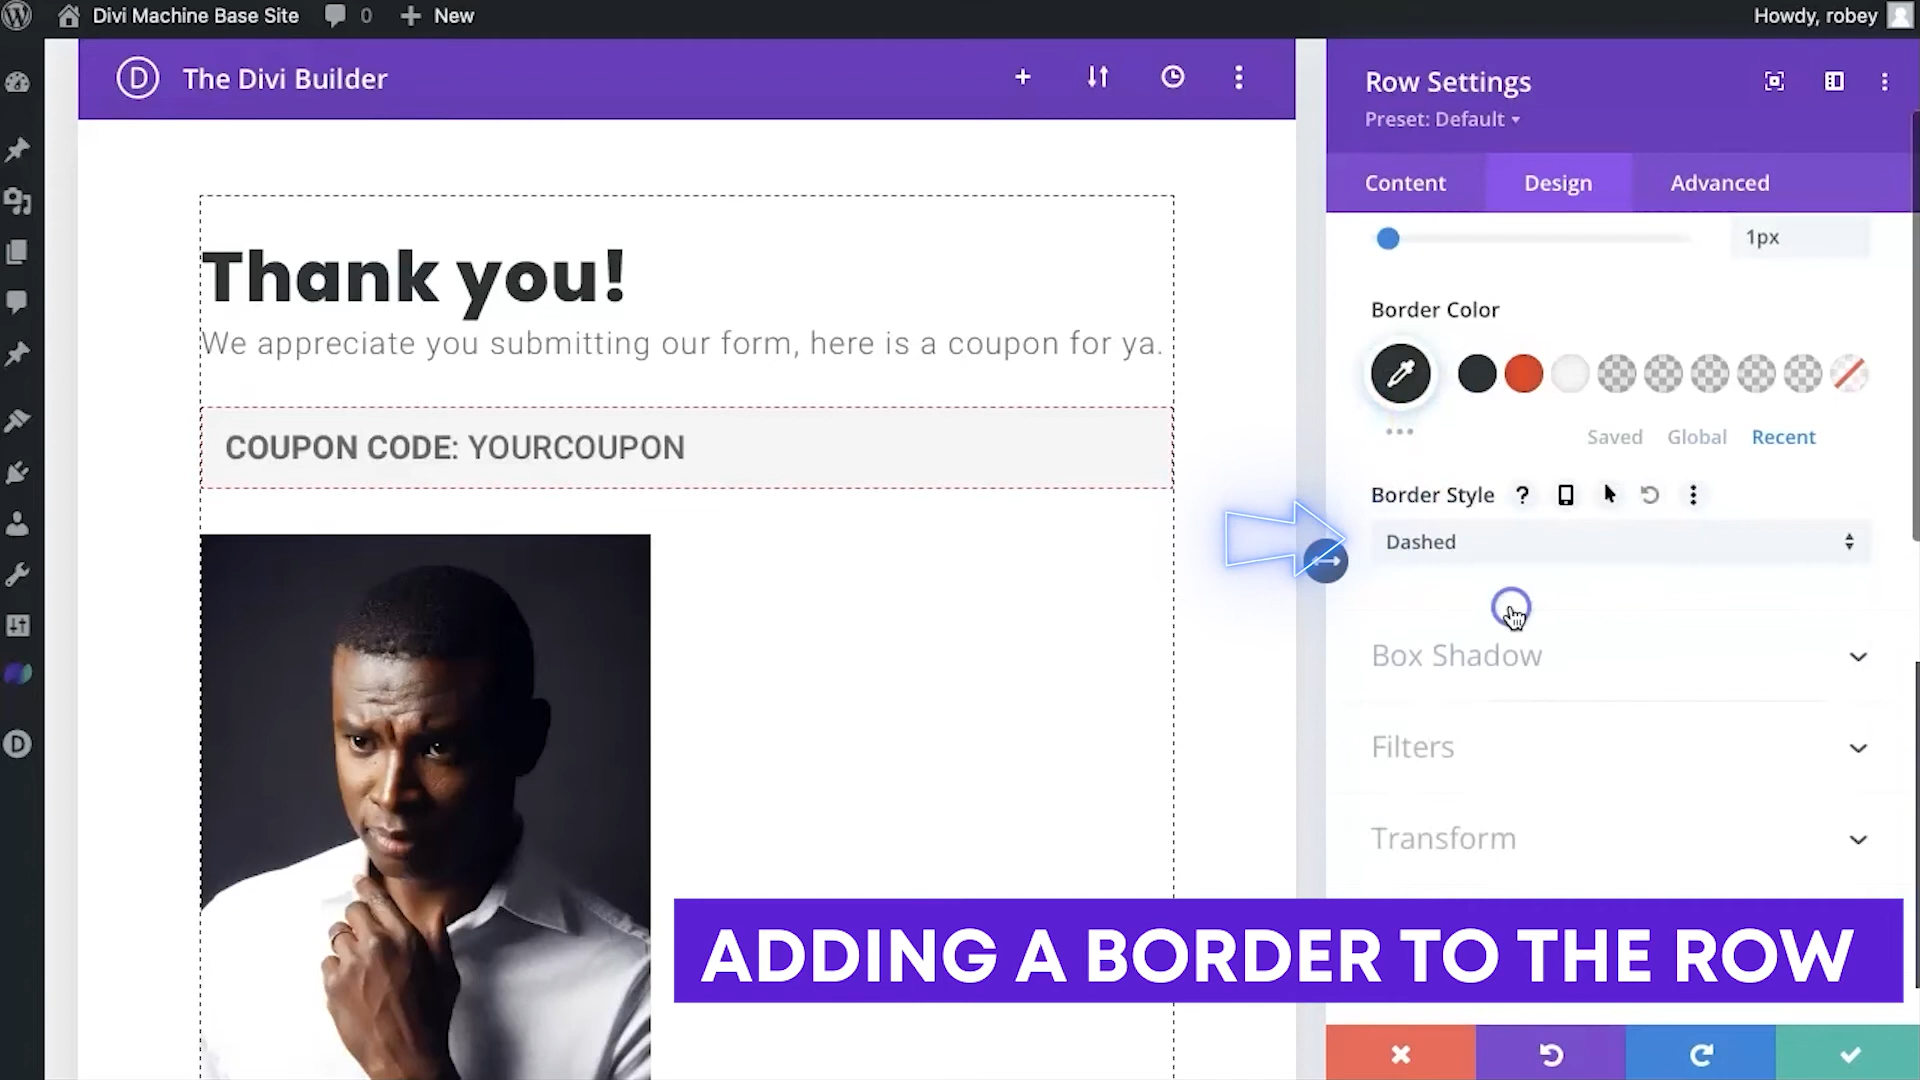 Divi Machine Base Site 0 New Howdy, robey
The Divi Builder
Row Settings
Preset: Default
Content Design Advanced
1px
Thank you!
We appreciate you submitting our form, here is a coupon for ya.
COUPON CODE: YOURCOUPON
Border Color
Saved Global Recent
Border Style ?
Dashed
Box Shadow
Filters
Transform
ADDING A BORDER TO THE ROW